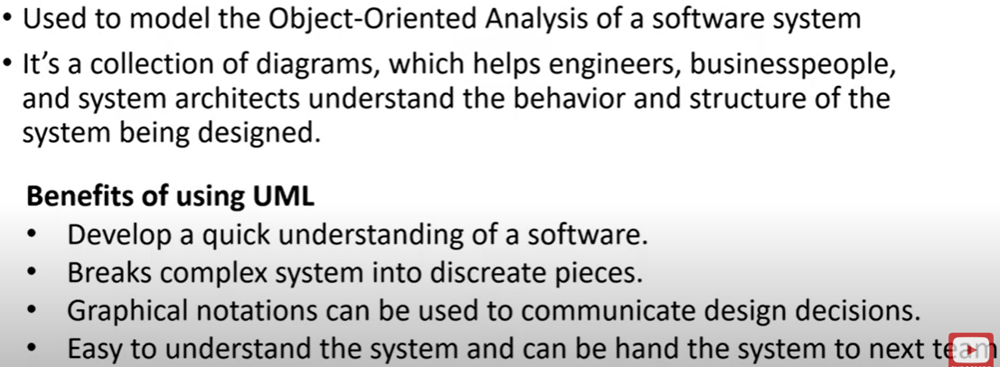 • Used to model the Object-Oriented Analysis of a software system
• It’s a collection of diagrams, which helps engineers, businesspeople,
and system architects understand the behavior and structure of the
system being designed.
Benefits of using UML
• Develop a quick understanding of a software.
• Breaks complex system into discreate pieces.
• Graphical notations can be used to communicate design decisions.
• Easy to understand the system and can be hand the system to next team